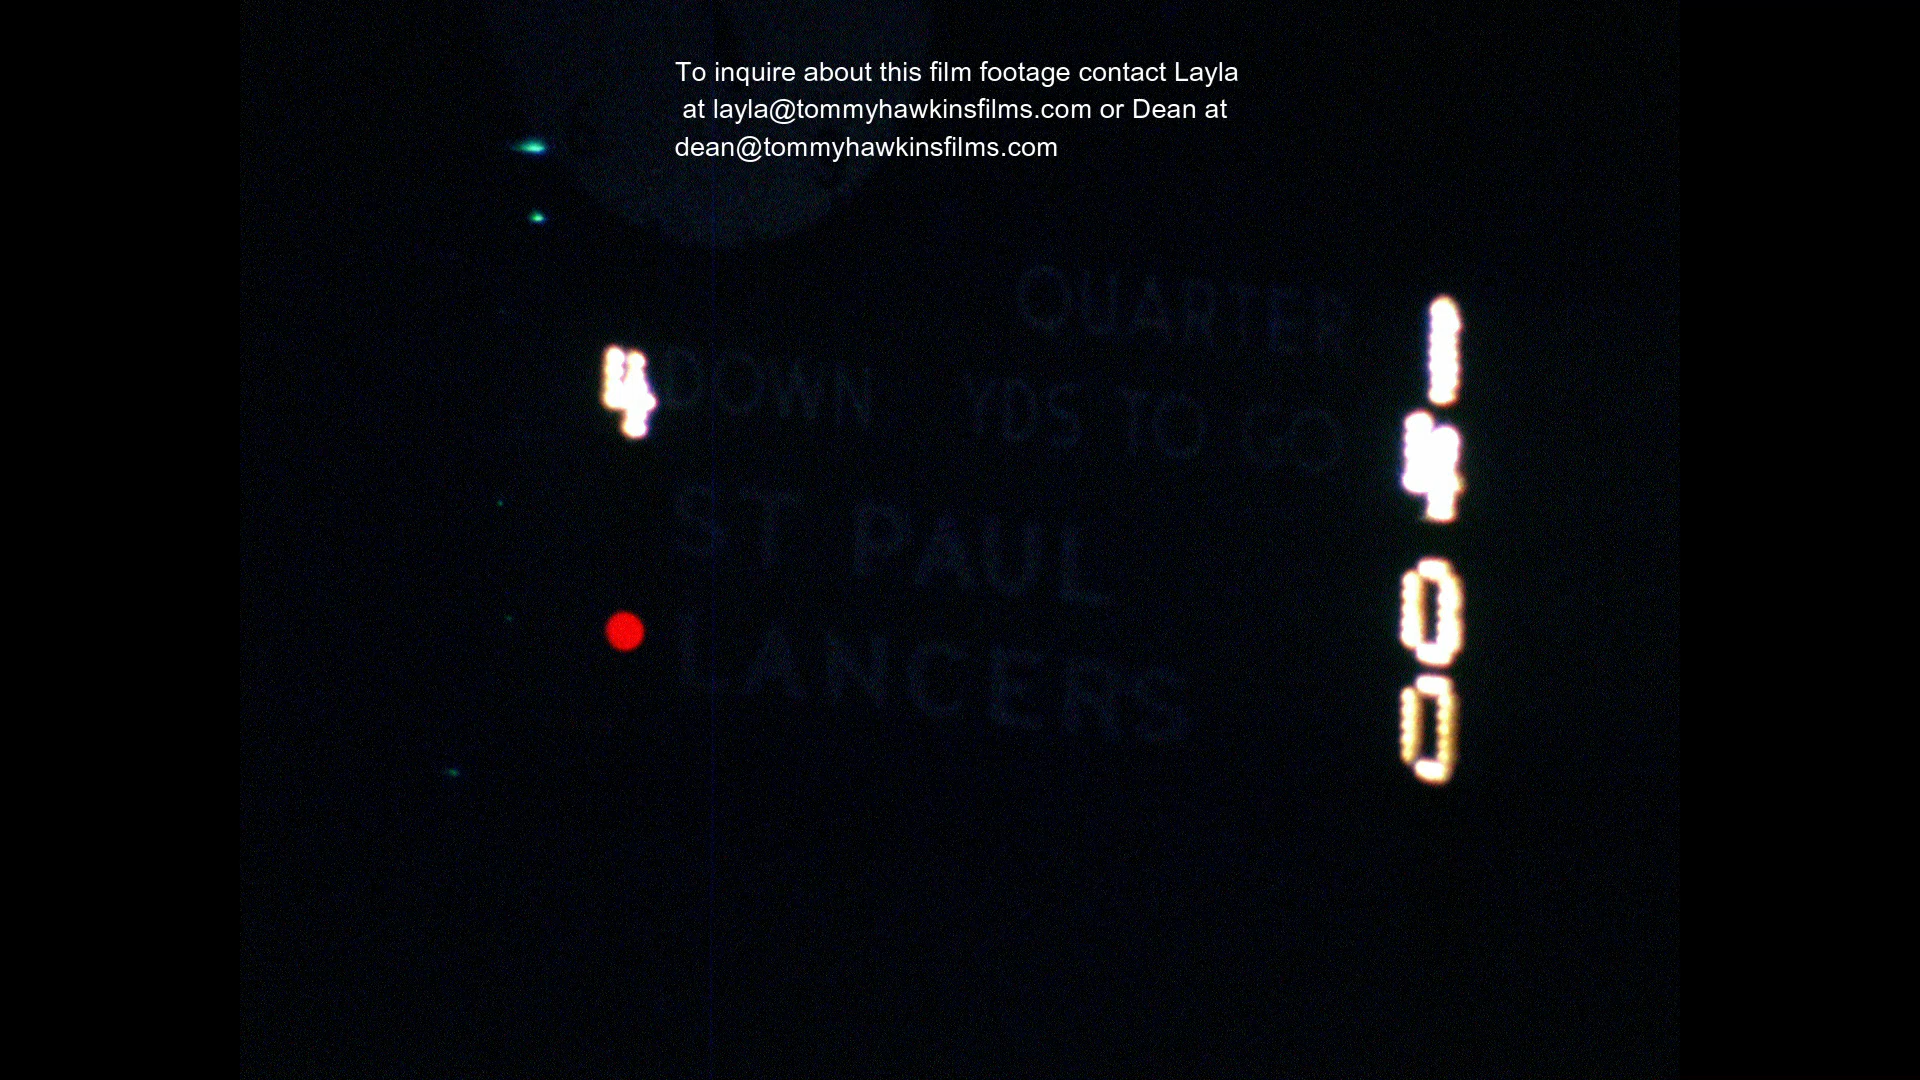 To inquire about this film footage contact Layla
at layla@tommyhawkinsfilms.com or Dean at
dean@tommyhawkinsfilms.com
QUARTER 1
4 DOWN YDS TO GO 4
ST PAUL 0
LANCERS 0